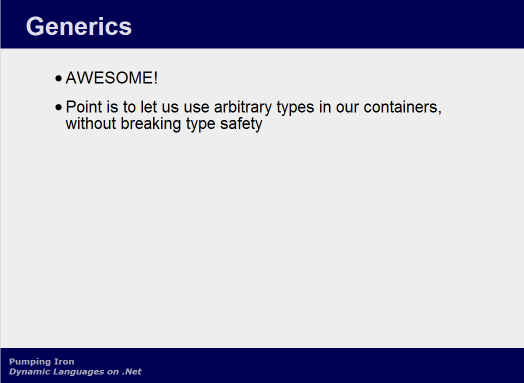 Generics
• AWESOME!
• Point is to let us use arbitrary types in our containers,
without breaking type safety
Pumping Iron
Dynamic Languages on .Net